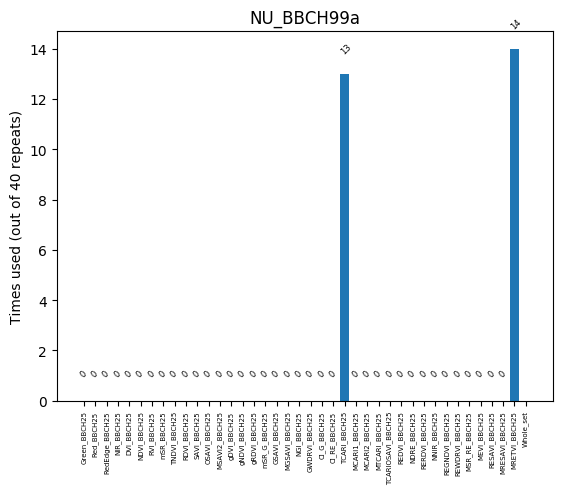 NU_BBCH99a
Times used (out of 40 repeats)
14
12
10
8
6
4
2
0
0 0 0 0 0 0 0 0 0 0 0 0 0 0 0 0 0 0 0 0 0 0 0 13 0 0 0 0 0 0 0 0 0 0 0 0 0 0 14
Green_BBCH25
Red_BBCH25
RedEdge_BBCH25
NIR_BBCH25
DVI_BBCH25
NDVI_BBCH25
RVI_BBCH25
mSR_BBCH25
TNDVI_BBCH25
RDVI_BBCH25
SAVI_BBCH25
OSAVI_BBCH25
MSAVI2_BBCH25
gDVI_BBCH25
gNDVI_BBCH25
gRDVI_BBCH25
mSR_G_BBCH25
GSAVI_BBCH25
MGSAVI_BBCH25
NGI_BBCH25
GWDRVI_BBCH25
CI_G_BBCH25
CI_RE_BBCH25
TCARI_BBCH25
MCARI1_BBCH25
MCARI2_BBCH25
MTCARI_BBCH25
TCARIOSAVI_BBCH25
REDVI_BBCH25
NDRE_BBCH25
RERDVI_BBCH25
NNIR_BBCH25
REGNDVI_BBCH25
REWDRVI_BBCH25
MSR_RE_BBCH25
MEVI_BBCH25
RESAVI_BBCH25
MRESAVI_BBCH25
MRETVI_BBCH25
Whole_set